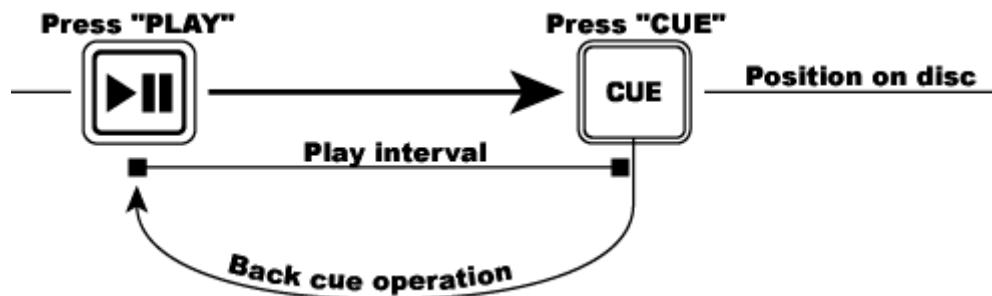 Press "PLAY"
Press "CUE"
CUE
Position on disc
Play interval
Back cue operation